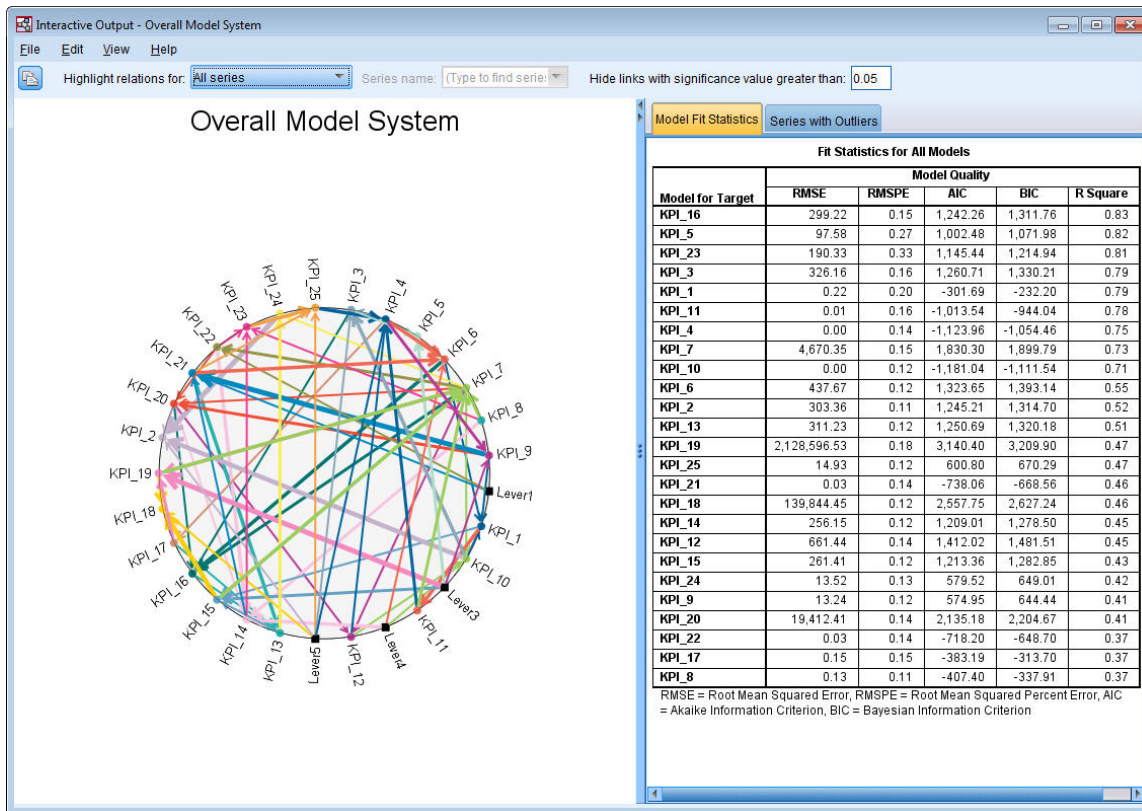 Interactive Output - Overall Model System
File Edit View Help
Highlight relations for: All series Series name: (Type to find serie: Hide links with significance value greater than: 0.05
Overall Model System
KPI_25
KPI_3
KPI_4
KPI_5
KPI_6
KPI_7
KPI_8
KPI_9
Lever1
KPI_1
KPI_10
Lever3
KPI_11
Lever4
KPI_12
Lever5
KPI_13
KPI_14
KPI_15
KPI_16
KPI_17
KPI_18
KPI_19
KPI_2
KPI_20
KPI_21
KPI_22
KPI_23
KPI_24
Model Fit Statistics Series with Outliers
Fit Statistics for All Models
Model Quality
Model for Target RMSE RMSPE AIC BIC R Square
KPI_16 299.22 0.15 1,242.26 1,311.76 0.83
KPI_5 97.58 0.27 1,002.48 1,071.98 0.82
KPI_23 190.33 0.33 1,145.44 1,214.94 0.81
KPI_3 326.16 0.16 1,260.71 1,330.21 0.79
KPI_1 0.22 0.20 -301.69 -232.20 0.79
KPI_11 0.01 0.16 -1,013.54 -944.04 0.78
KPI_4 0.00 0.14 -1,123.96 -1,054.46 0.75
KPI_7 4,670.35 0.15 1,830.30 1,899.79 0.73
KPI_10 0.00 0.12 -1,181.04 -1,111.54 0.71
KPI_6 437.67 0.12 1,323.65 1,393.14 0.55
KPI_2 303.36 0.11 1,245.21 1,314.70 0.52
KPI_13 311.23 0.12 1,250.69 1,320.18 0.51
KPI_19 2,128,596.53 0.18 3,140.40 3,209.90 0.47
KPI_25 14.93 0.12 600.80 670.29 0.47
KPI_21 0.03 0.14 -738.06 -668.56 0.46
KPI_18 139,844.45 0.12 2,557.75 2,627.24 0.46
KPI_14 256.15 0.12 1,209.01 1,278.50 0.45
KPI_12 661.44 0.14 1,412.02 1,481.51 0.45
KPI_15 261.41 0.12 1,213.36 1,282.85 0.43
KPI_24 13.52 0.13 579.52 649.01 0.42
KPI_9 13.24 0.12 574.95 644.44 0.41
KPI_20 19,412.41 0.14 2,135.18 2,204.67 0.41
KPI_22 0.03 0.14 -718.20 -648.70 0.37
KPI_17 0.15 0.15 -383.19 -313.70 0.37
KPI_8 0.13 0.11 -407.40 -337.91 0.37
RMSE = Root Mean Squared Error, RMSPE = Root Mean Squared Percent Error, AIC
= Akaike Information Criterion, BIC = Bayesian Information Criterion